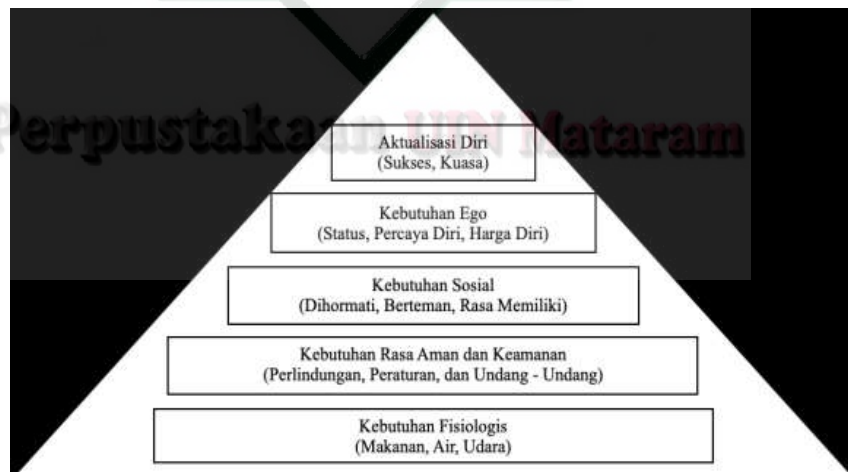 Perpustakaan UIN Mataram
Aktualisasi Diri
(Sukses, Kuasa)
Kebutuhan Ego
(Status, Percaya Diri, Harga Diri)
Kebutuhan Sosial
(Dihormati, Berteman, Rasa Memiliki)
Kebutuhan Rasa Aman dan Keamanan
(Perlindungan, Peraturan, dan Undang - Undang)
Kebutuhan Fisiologis
(Makanan, Air, Udara)